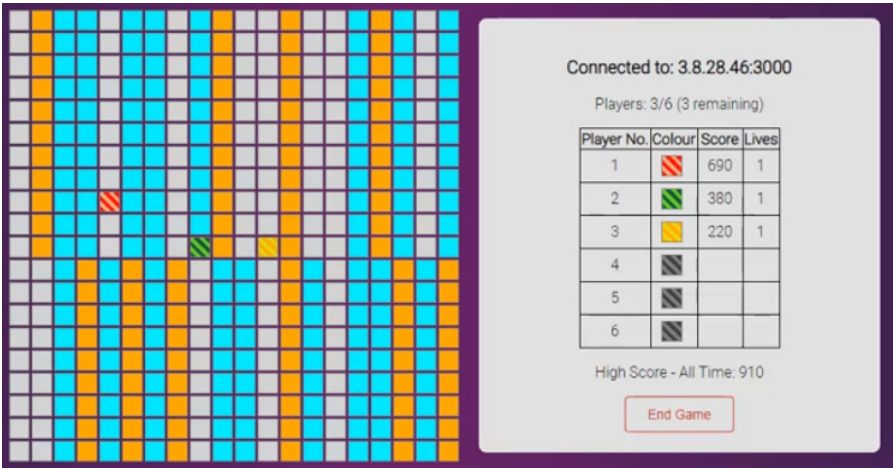 Connected to: 3.8.28.46:3000
Players: 3/6 (3 remaining)
Player No. Colour Score Lives
1 690 1
2 380 1
3 220 1
4
5
6
High Score - All Time: 910
End Game